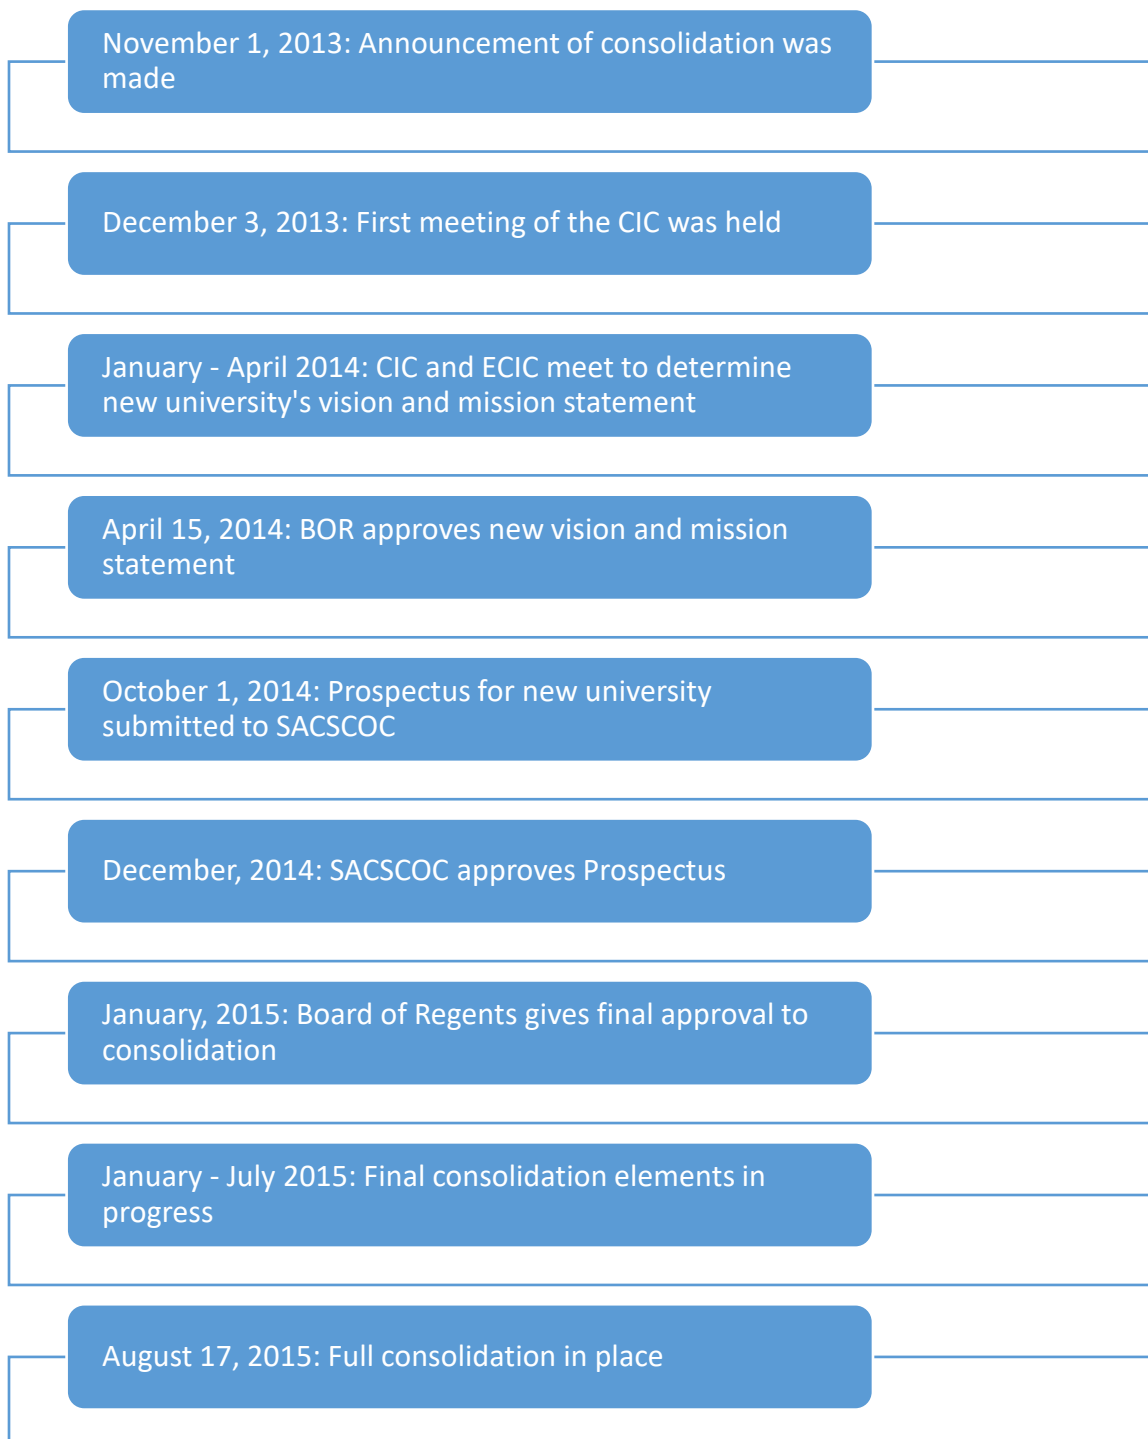 November 1, 2013: Announcement of consolidation was
made
December 3, 2013: First meeting of the CIC was held
January - April 2014: CIC and ECIC meet to determine
new university's vision and mission statement
April 15, 2014: BOR approves new vision and mission
statement
October 1, 2014: Prospectus for new university
submitted to SACSCOC
December, 2014: SACSCOC approves Prospectus
January, 2015: Board of Regents gives final approval to
consolidation
January - July 2015: Final consolidation elements in
progress
August 17, 2015: Full consolidation in place